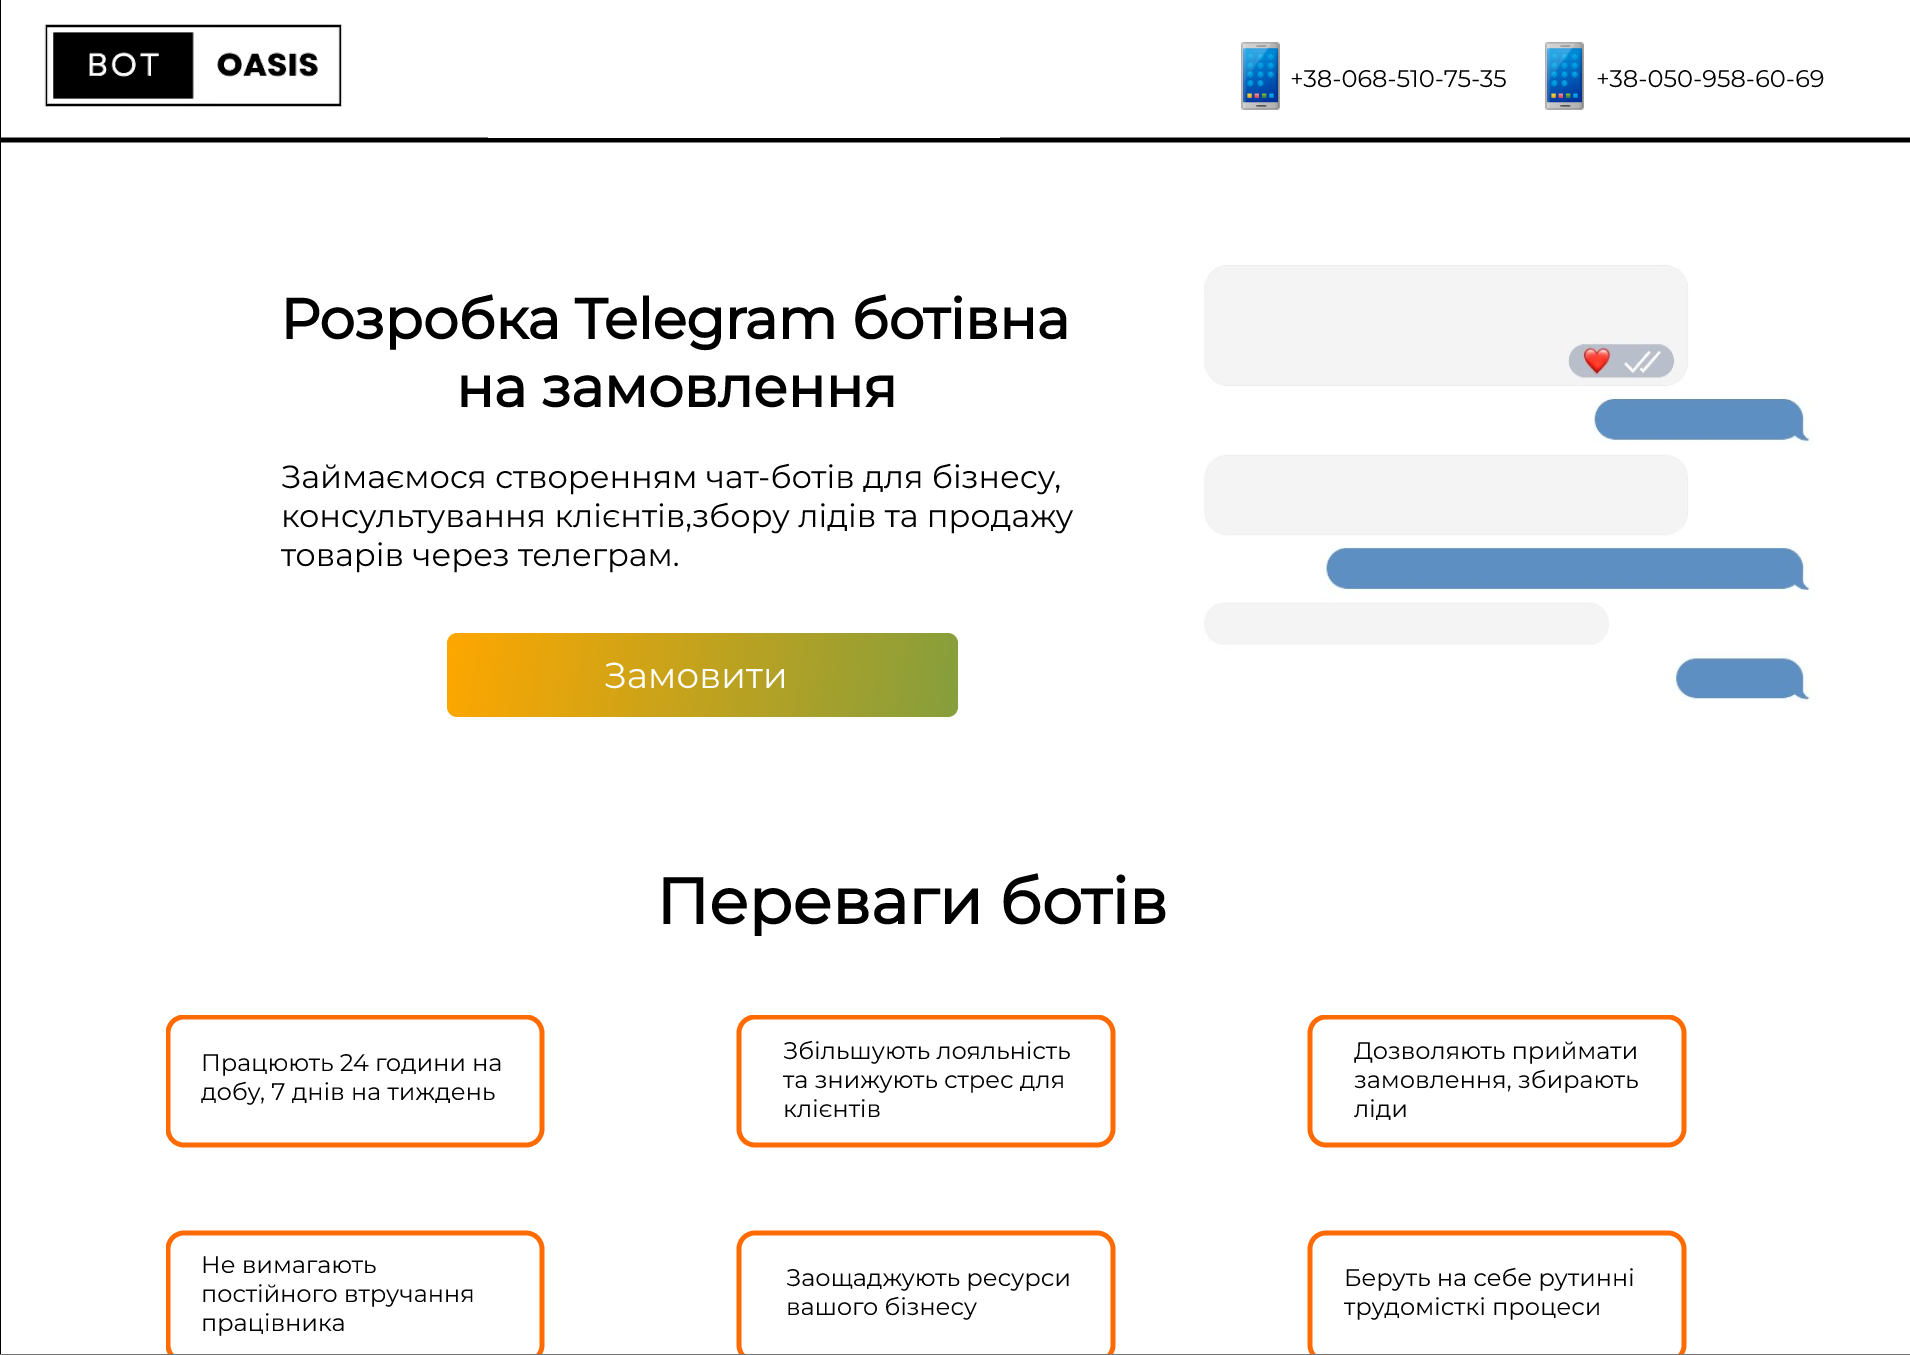 BOT OASIS
+38-068-510-75-35
+38-050-958-60-69
Розробка Telegram ботівна
на замовлення
Займаємося створенням чат-ботів для бізнесу,
консультування клієнтів,збору лідів та продажу
товарів через телеграм.
Замовити
Переваги ботів
Працюють 24 години на
добу, 7 днів на тиждень
Збільшують лояльність
та знижують стрес для
клієнтів
Дозволяють приймати
замовлення, збирають
ліди
Не вимагають
постійного втручання
працівника
Заощаджують ресурси
вашого бізнесу
Беруть на себе рутинні
трудомісткі процеси